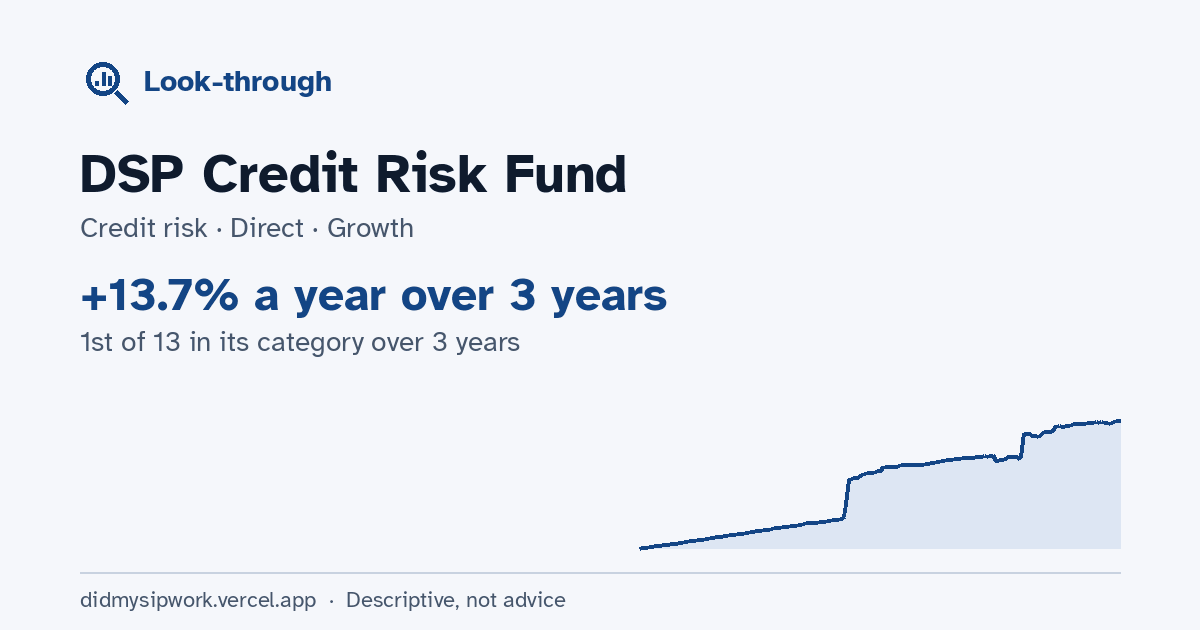 Look-through
DSP Credit Risk Fund
Credit risk · Direct · Growth
+13.7% a year over 3 years
1st of 13 in its category over 3 years
didmysipwork.vercel.app · Descriptive, not advice